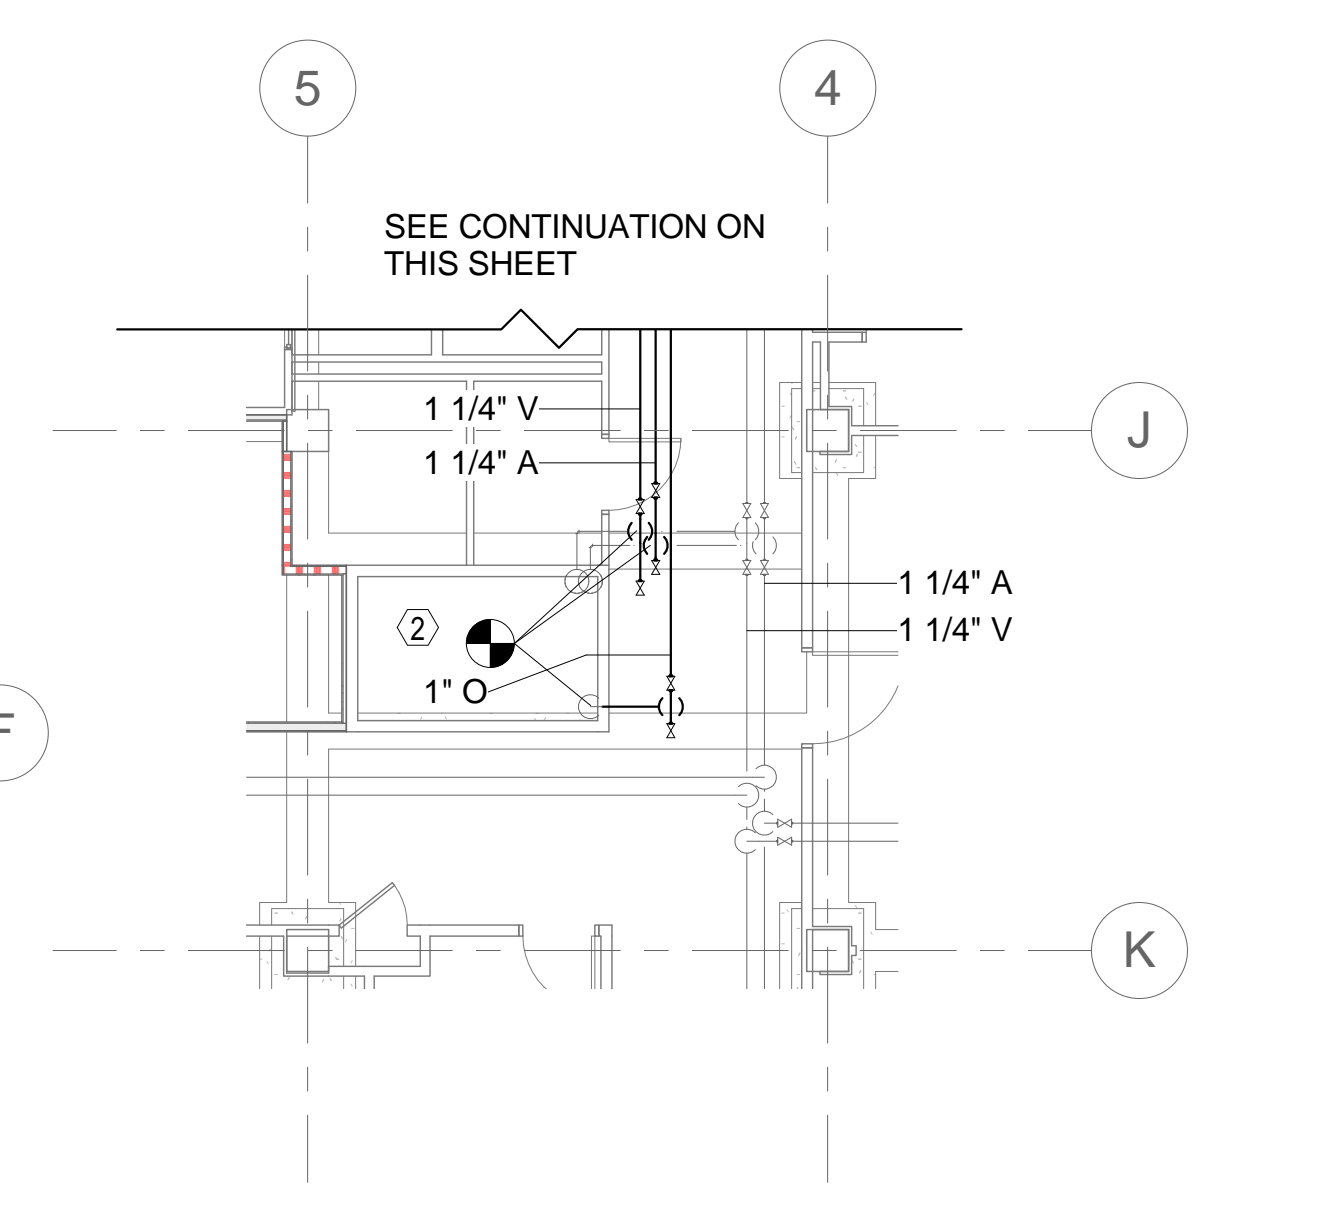 5
4
SEE CONTINUATION ON
THIS SHEET
1 1/4" V
J
1 1/4" A
1 1/4" A
2
1 1/4" V
1" O
F
K